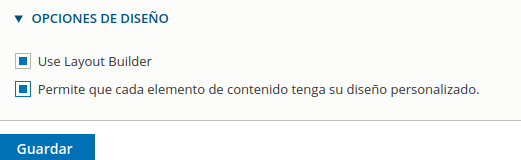 OPCIONES DE DISEÑO
Use Layout Builder
Permite que cada elemento de contenido tenga su diseño personalizado.
Guardar